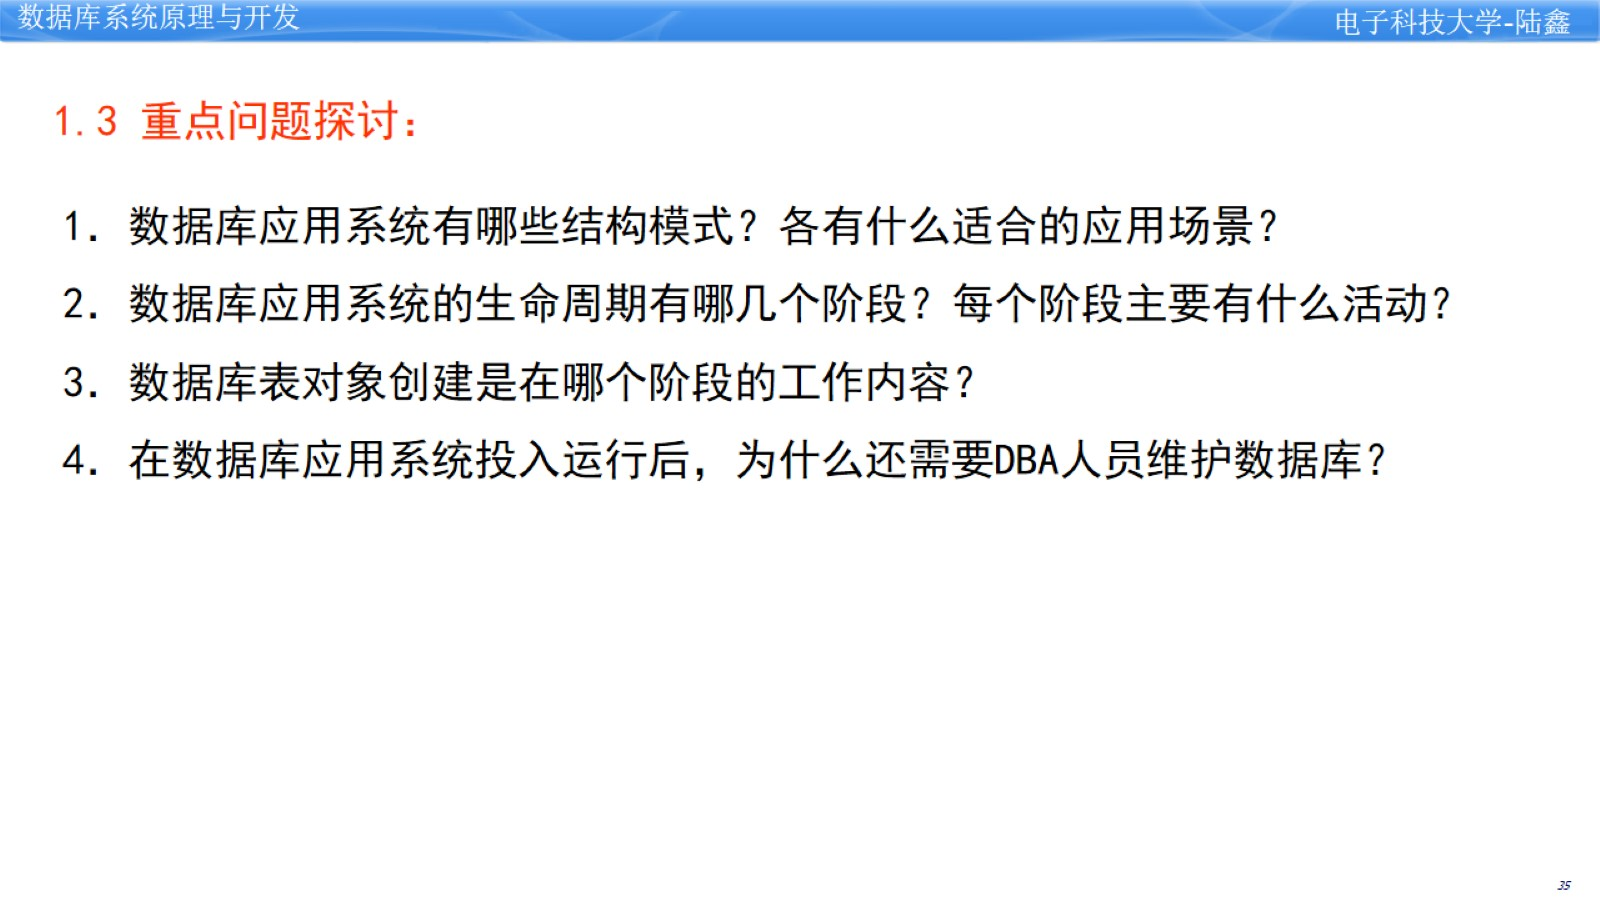 数据库系统原理与开发
电子科技大学-陆鑫
1.3 重点问题探讨：
1. 数据库应用系统有哪些结构模式？各有什么适合的应用场景？
2. 数据库应用系统的生命周期有哪几个阶段？每个阶段主要有什么活动？
3. 数据库表对象创建是在哪个阶段的工作内容？
4. 在数据库应用系统投入运行后，为什么还需要DBA人员维护数据库？
35